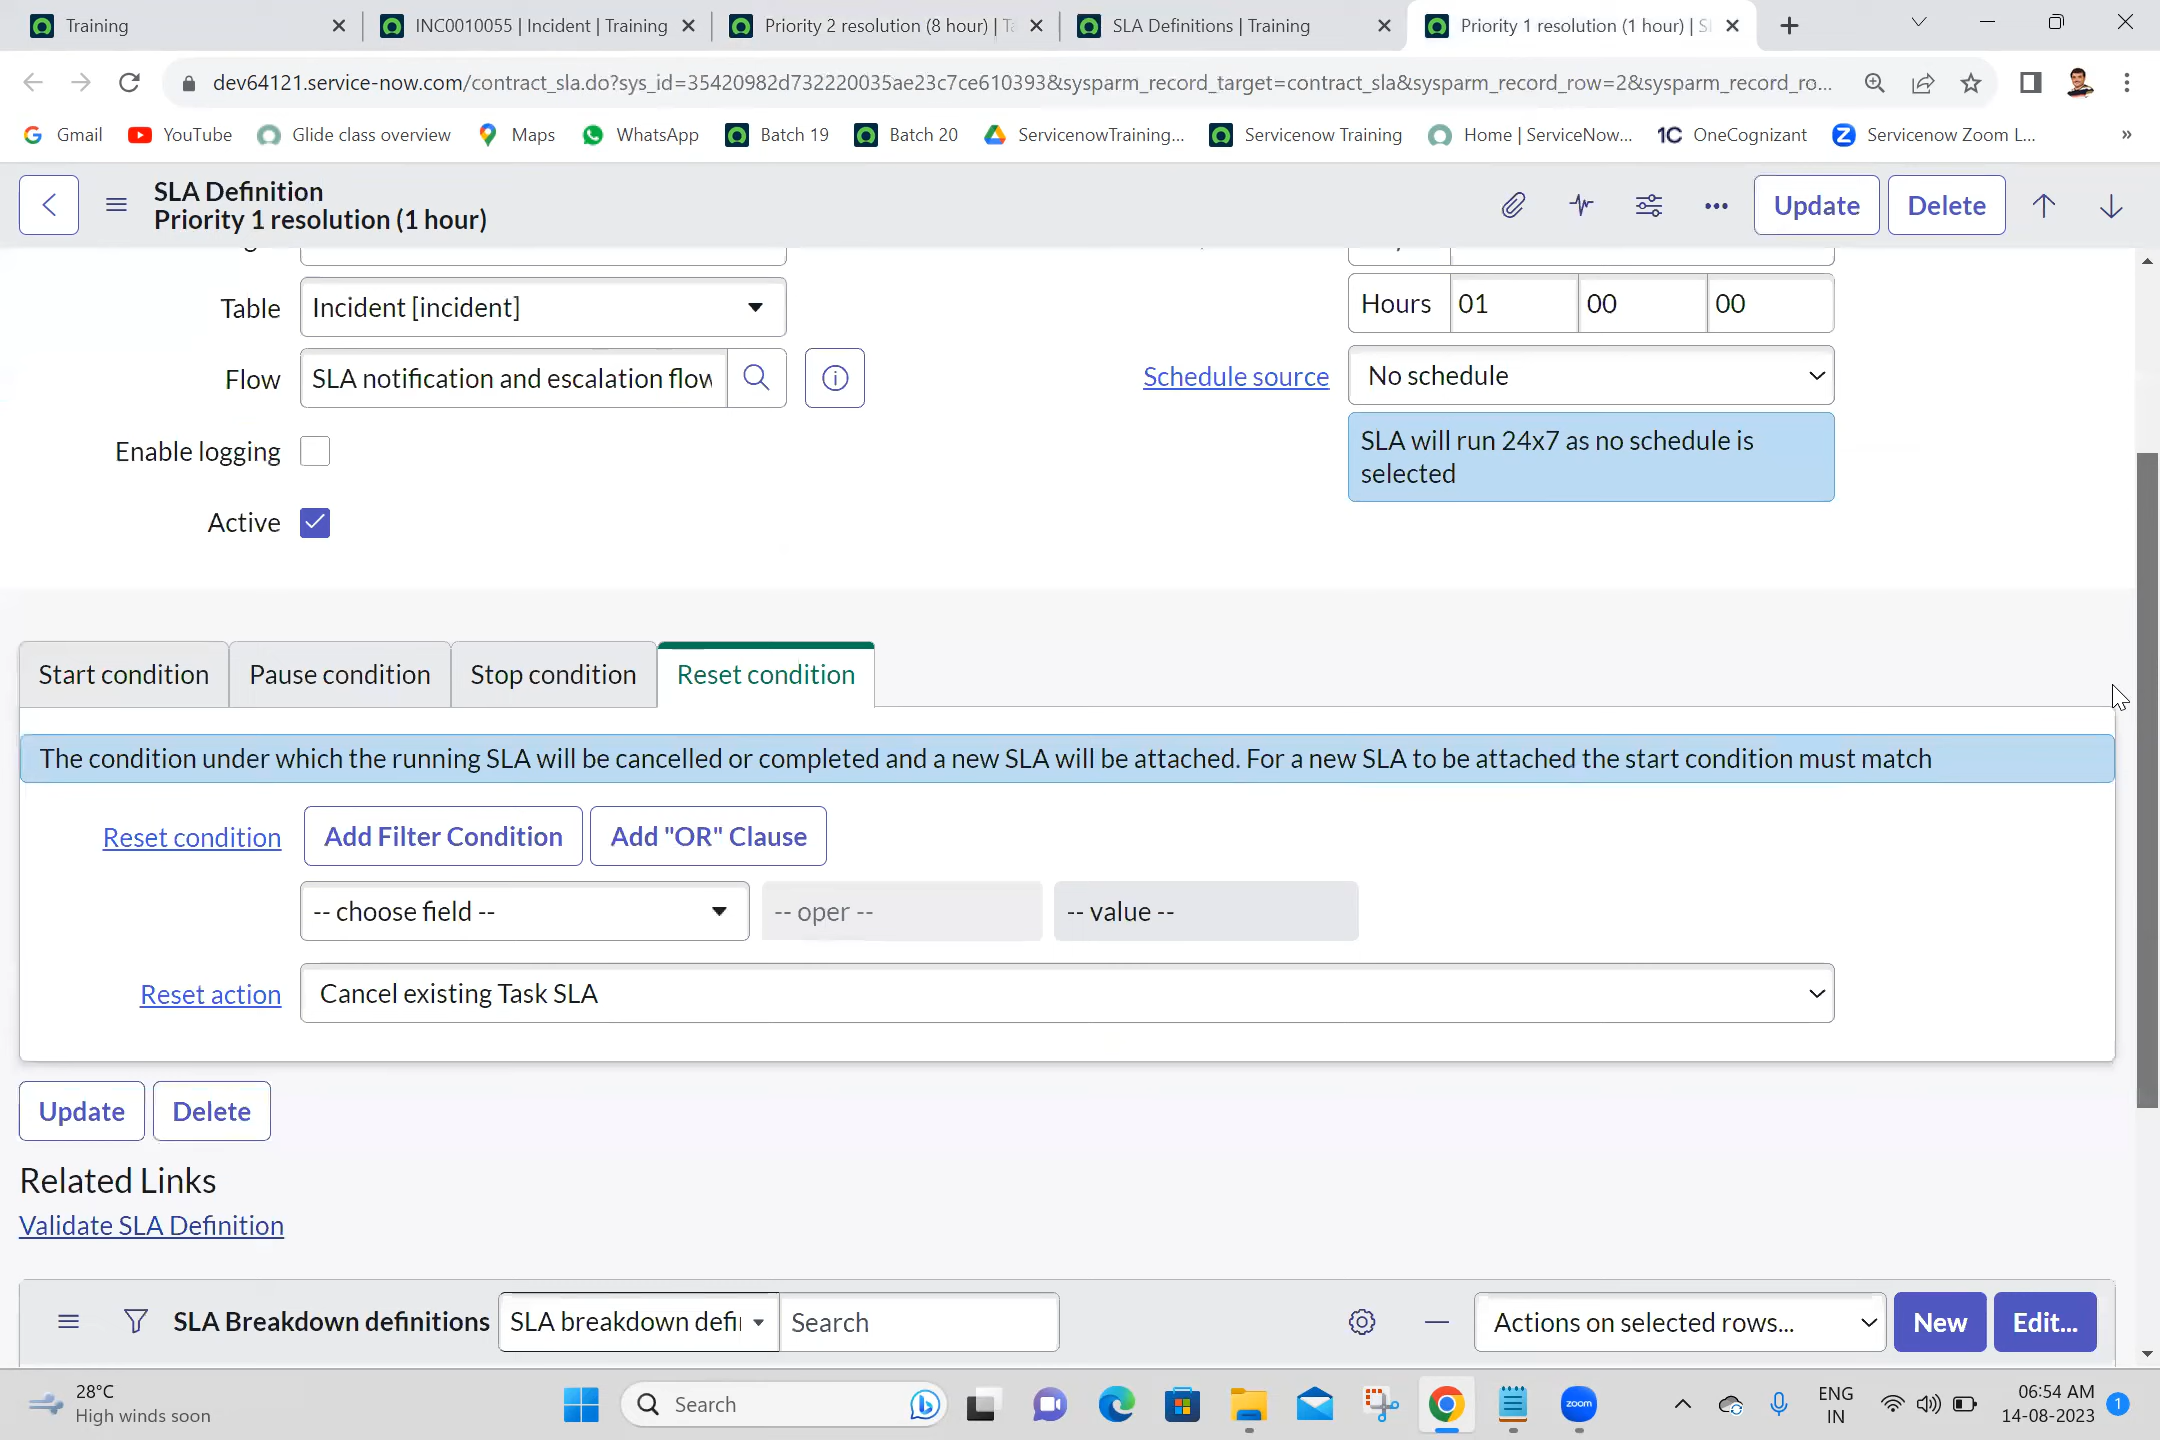 Training
INC0010055 | Incident | Training
Priority 2 resolution (8 hour) | Ta
SLA Definitions | Training
Priority 1 resolution (1 hour) | Sl
dev64121.service-now.com/contract_sla.do?sys_id=35420982d732220035ae23c7ce610393&sysparm_record_target=contract_sla&sysparm_record_row=2&sysparm_record_ro...
Gmail
YouTube
Glide class overview
Maps
WhatsApp
Batch 19
Batch 20
ServicenowTraining...
Servicenow Training
Home | ServiceNow...
1C OneCognizant
Servicenow Zoom L...
»
SLA Definition
Priority 1 resolution (1 hour)
Update
Delete
Table
Incident [incident]
Hours 01 00 00
Flow
SLA notification and escalation flow
Schedule source
No schedule
SLA will run 24x7 as no schedule is
selected
Enable logging
Active
Start condition
Pause condition
Stop condition
Reset condition
The condition under which the running SLA will be cancelled or completed and a new SLA will be attached. For a new SLA to be attached the start condition must match
Reset condition
Add Filter Condition
Add "OR" Clause
-- choose field --
-- oper --
-- value --
Reset action
Cancel existing Task SLA
Update
Delete
Related Links
Validate SLA Definition
SLA Breakdown definitions
SLA breakdown defi
Search
Actions on selected rows...
New
Edit...
28°C
High winds soon
Search
zoom
ENG
IN
06:54 AM
14-08-2023
1